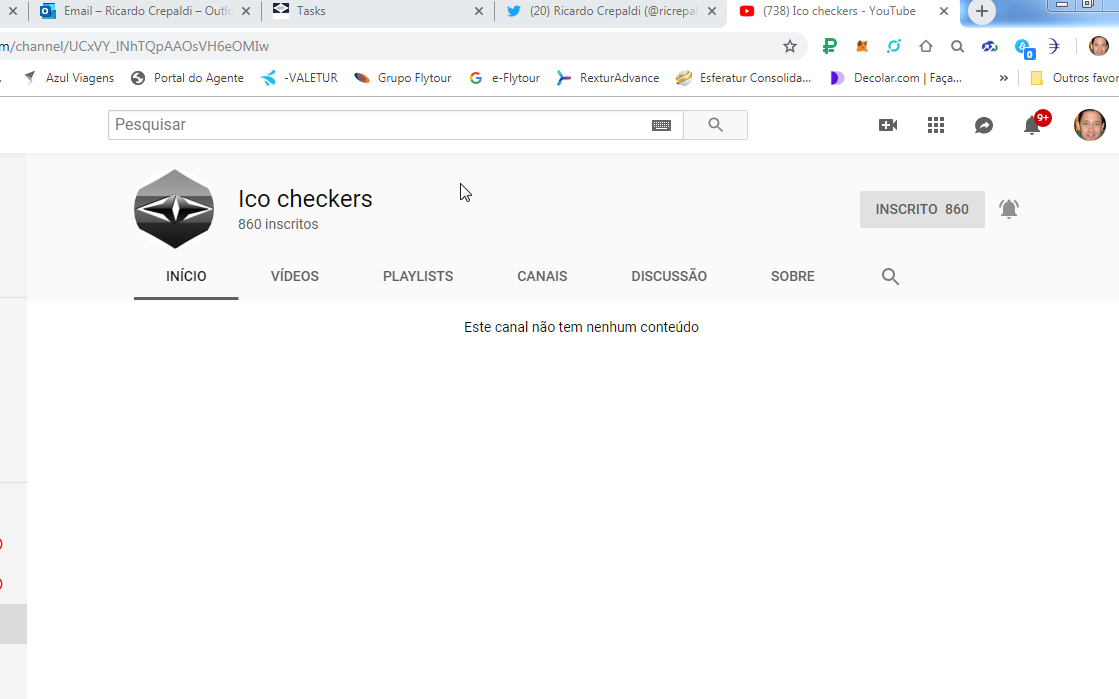 Email – Ricardo Crepaldi – Outlo
Tasks
(20) Ricardo Crepaldi (@ricrepal
(738) Ico checkers - YouTube
m/channel/UCxVY_lNhTQpAAOsVH6eOMIw
0
Azul Viagens
Portal do Agente
-VALETUR
Grupo Flytour
e-Flytour
RexturAdvance
Esferatur Consolida...
Decolar.com | Faça...
»
Outros favor
Pesquisar
9+
Ico checkers
860 inscritos
INSCRITO 860
INÍCIO
VÍDEOS
PLAYLISTS
CANAIS
DISCUSSÃO
SOBRE
Este canal não tem nenhum conteúdo